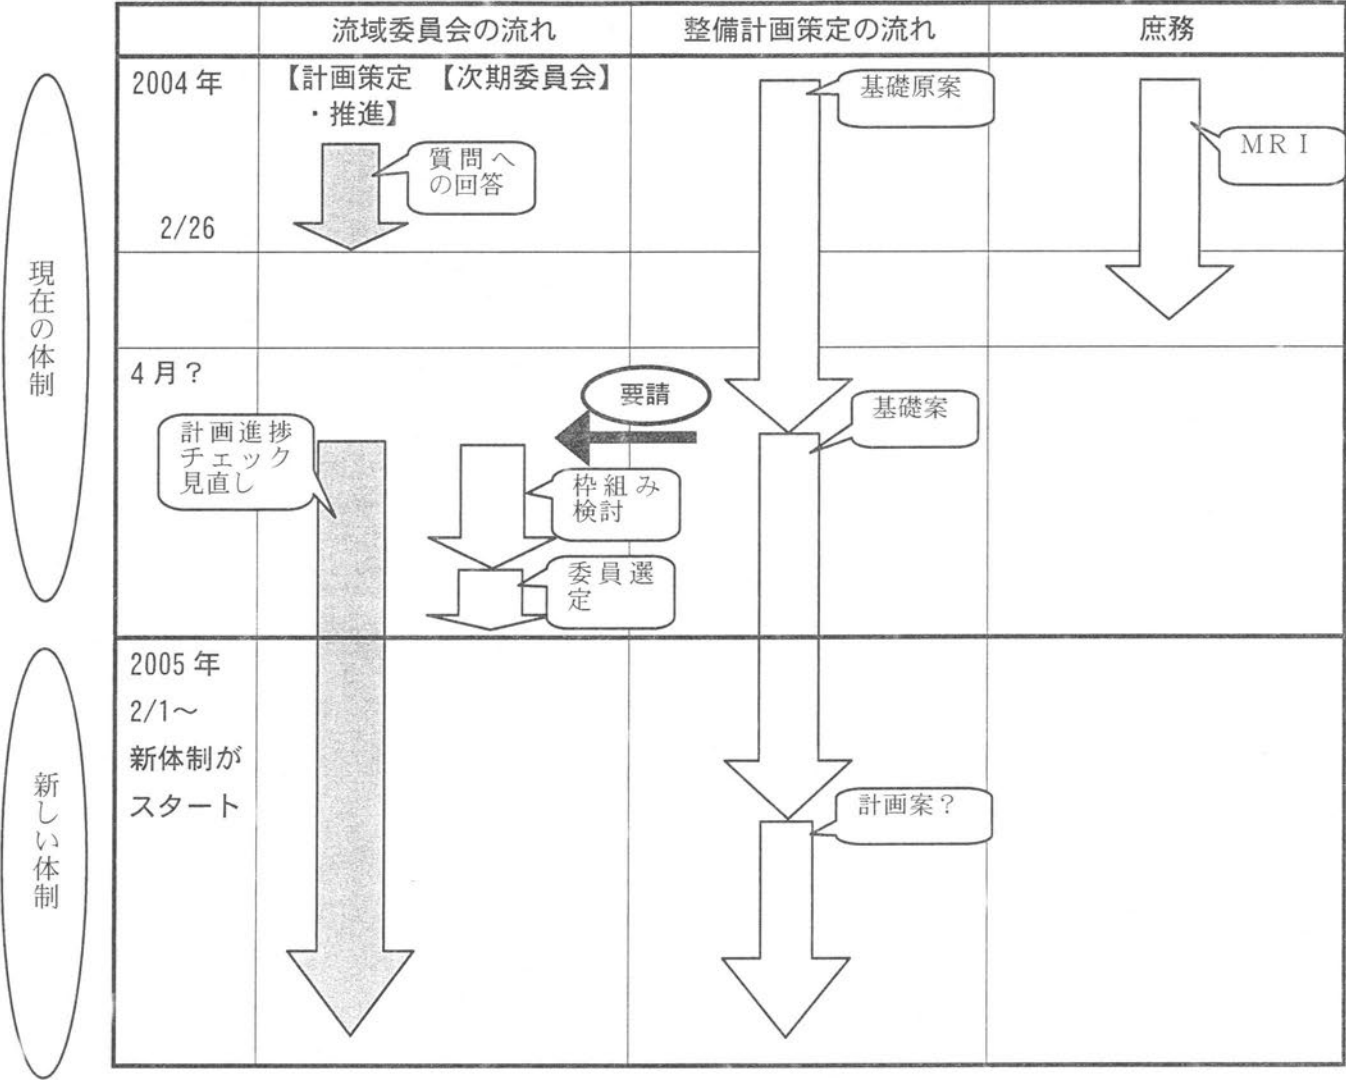 流域委員会の流れ
整備計画策定の流れ
庶務
現在の体制
2004年
【計画策定
・推進】
【次期委員会】
基礎原案
MRI
質問へ
の回答
2/26
4月?
要請
基礎案
計画進捗
チェック
見直し
枠組み
検討
委員選
定
新しい体制
2005年
2/1~
新体制が
スタート
計画案?